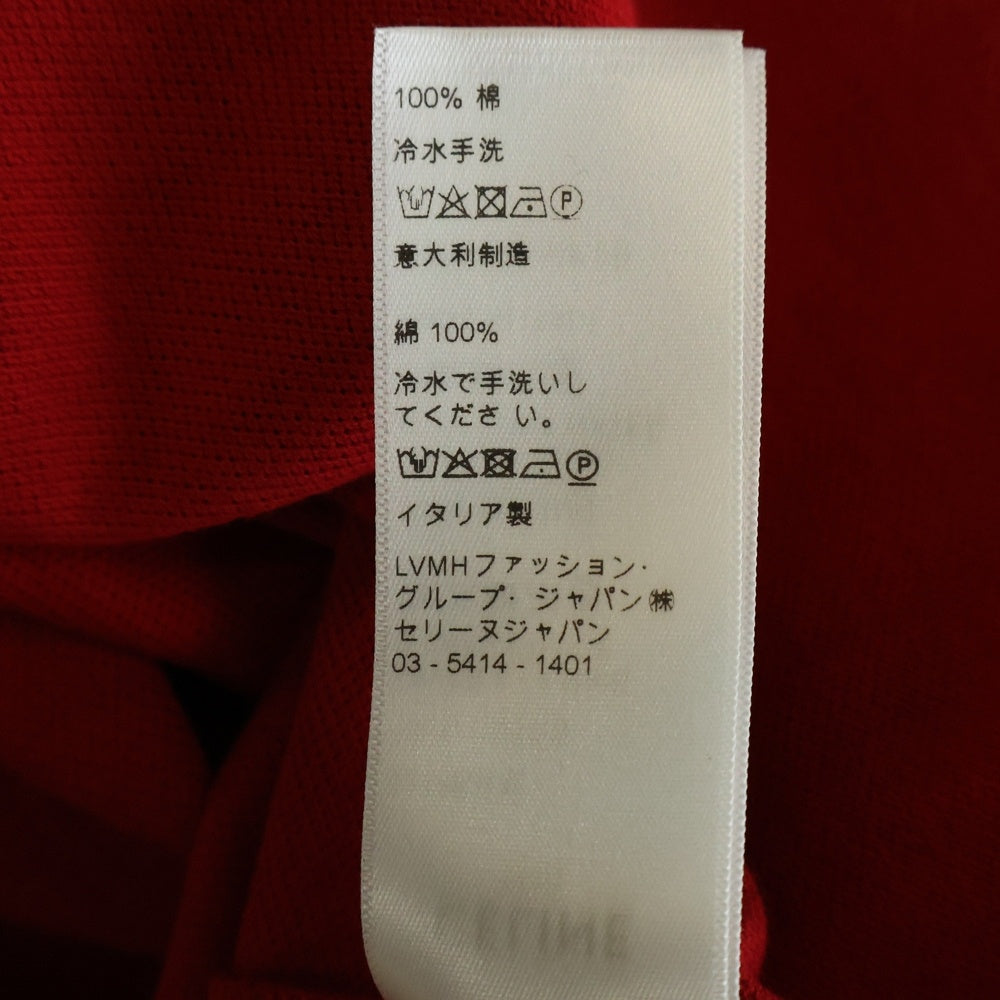 100% 棉
冷水手洗
P
意大利制造
綿 100%
冷水で手洗いし
てくださ い。
P
イタリア製
LVMHファッション・
グループ・ ジャパン㈱
セリーヌジャパン
03 - 5414 - 1401